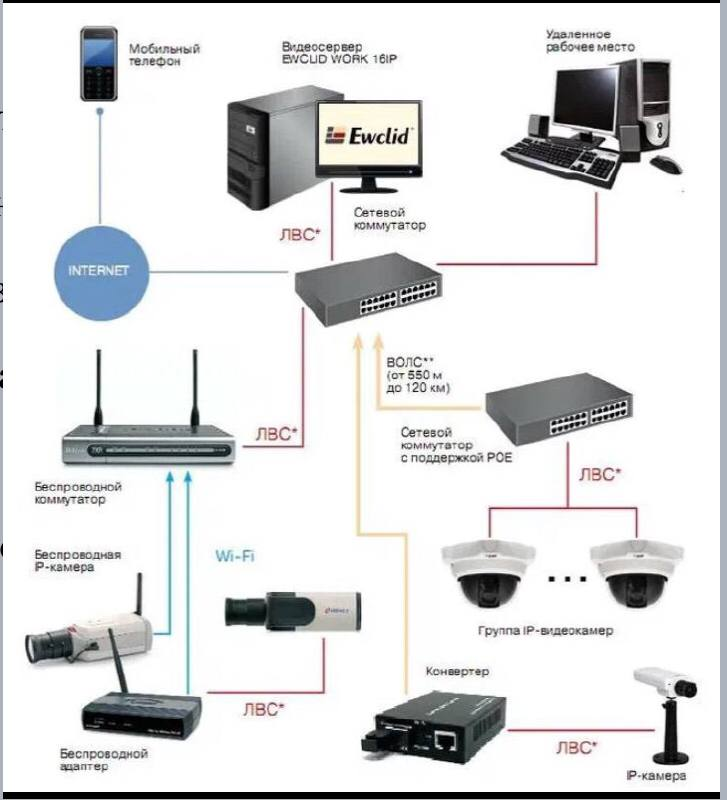 Мобильный
телефон
Видеосервер
EWCLID WORK 16IP
Удаленное
рабочее место
Ewclid
ЛВС*
Сетевой
коммутатор
INTERNET
ВОЛС**
(от 550 м
до 120 км)
ЛВС*
Сетевой
коммутатор
с поддержкой POE
ЛВС*
Беспроводной
коммутатор
Wi-Fi
Беспроводная
IP-камера
Группа IP-видеокамер
Конвертер
ЛВС*
ЛВС*
Беспроводной
адаптер
IP-камера